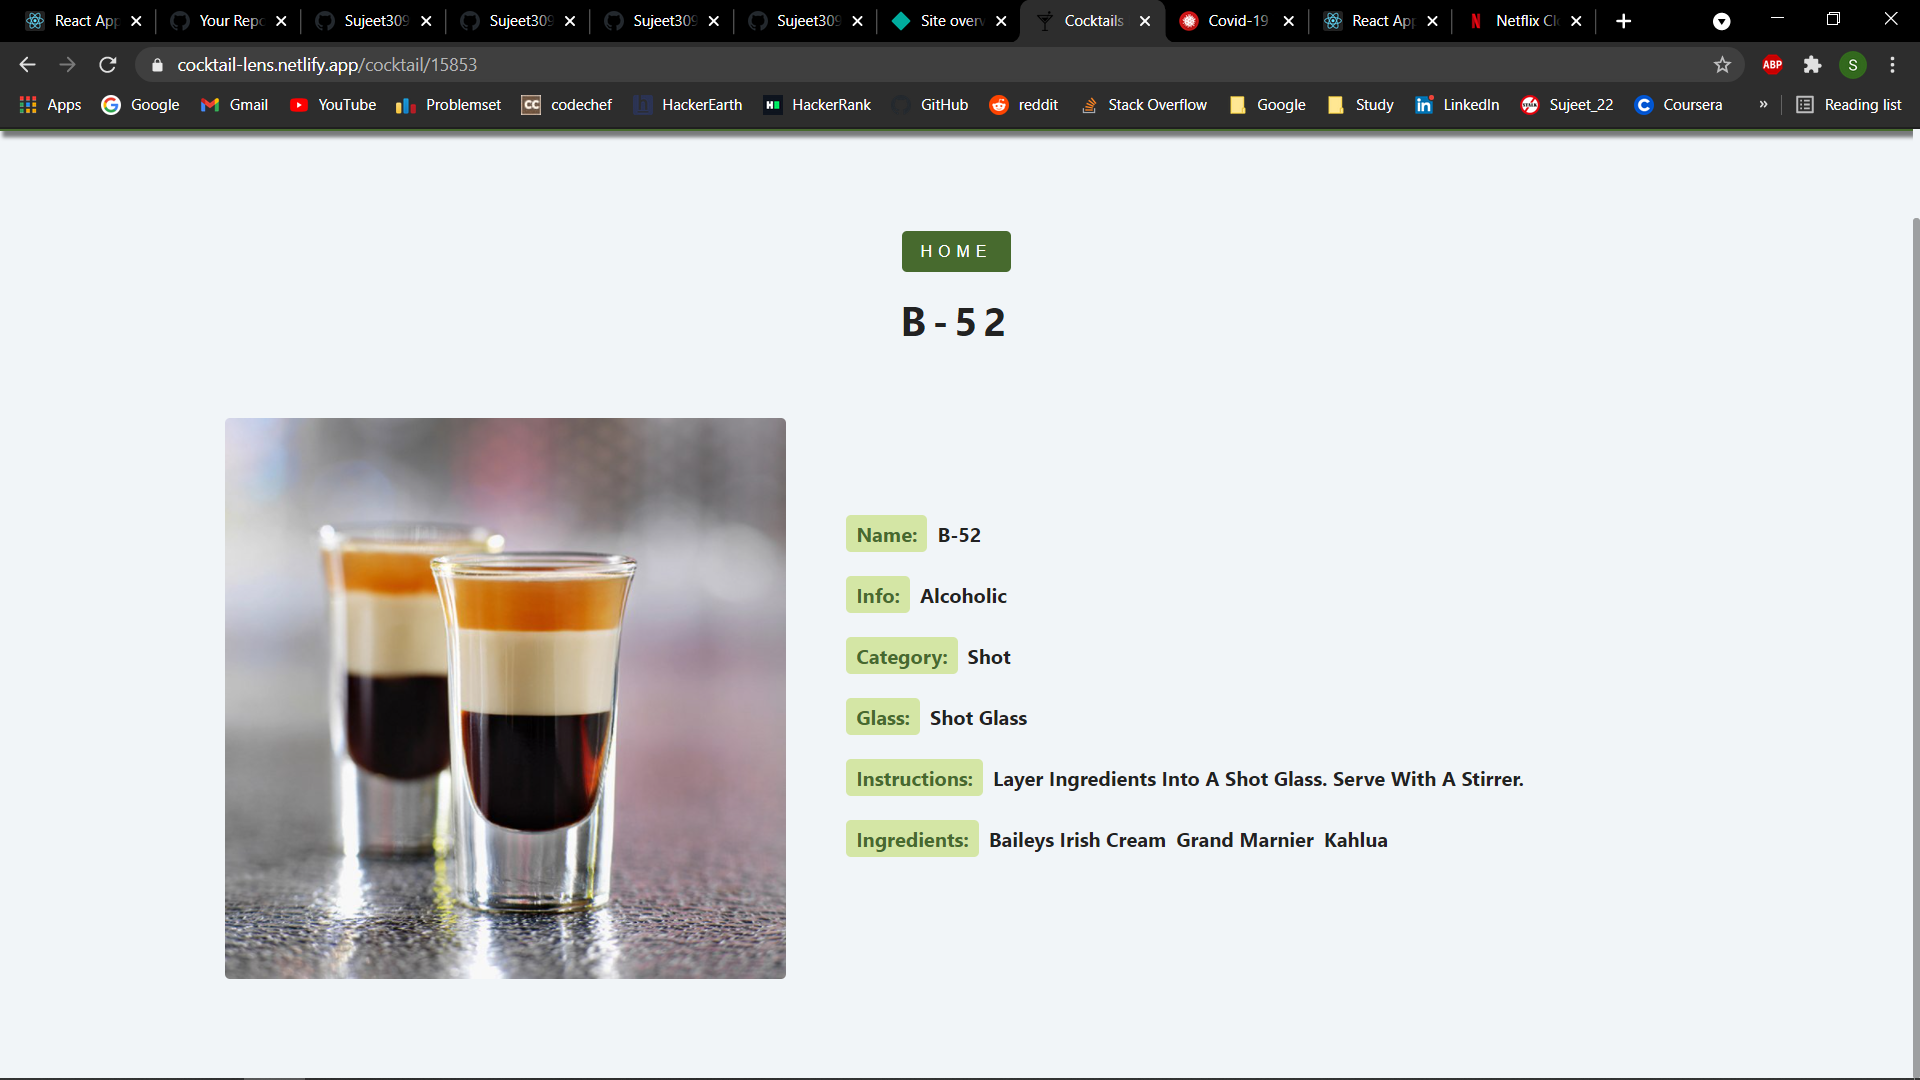 React App Your Repo Sujeet309 Sujeet309 Sujeet309 Sujeet309 Site overv Cocktails Covid-19 React App Netflix Cl
cocktail-lens.netlify.app/cocktail/15853 ABP S
Apps Google Gmail YouTube Problemset CC codechef HackerEarth HackerRank GitHub reddit Stack Overflow Google Study LinkedIn Sujeet_22 Coursera » Reading list
HOME
B-52
Name: B-52
Info: Alcoholic
Category: Shot
Glass: Shot Glass
Instructions: Layer Ingredients Into A Shot Glass. Serve With A Stirrer.
Ingredients: Baileys Irish Cream Grand Marnier Kahlua